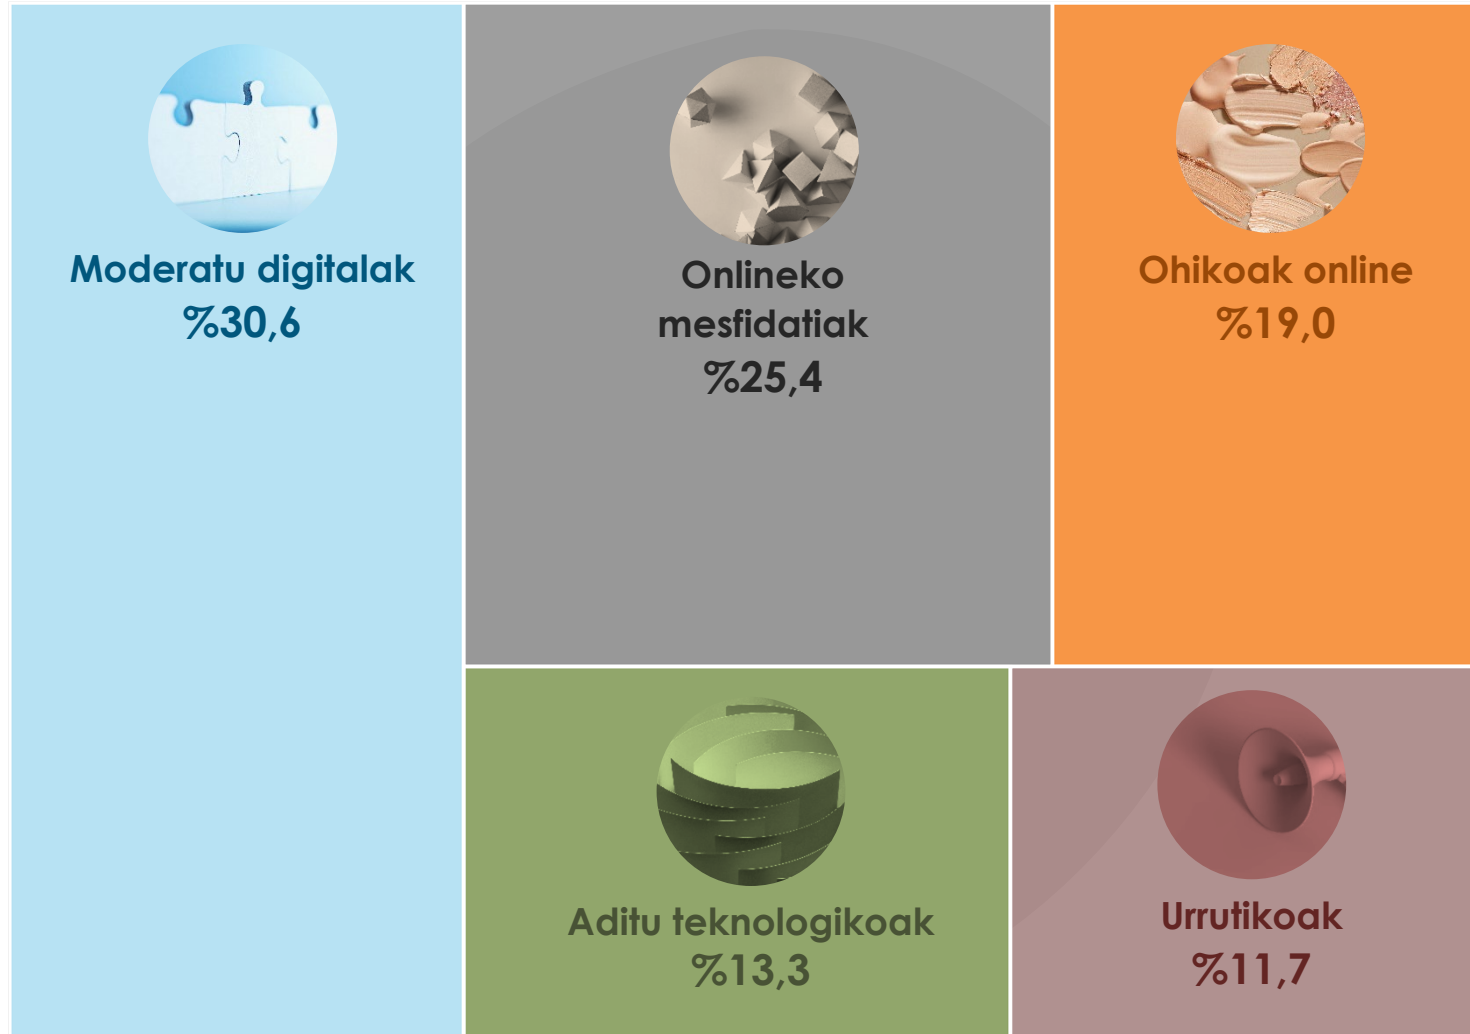 Moderatu digitalak
%30,6
Onlineko
mesfidatiak
%25,4
Ohikoak online
%19,0
Aditu teknologikoak
%13,3
Urrutikoak
%11,7